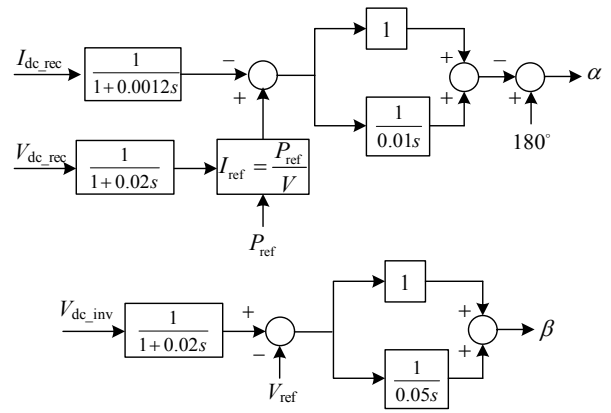 I_dc_rec
1
1+0.0012s
−
+
1
+
+
1
0.01s
−
+
α
180°
V_dc_rec
1
1+0.02s
I_ref = P_ref
V
P_ref
V_dc_inv
1
1+0.02s
+
−
V_ref
1
+
+
1
0.05s
β